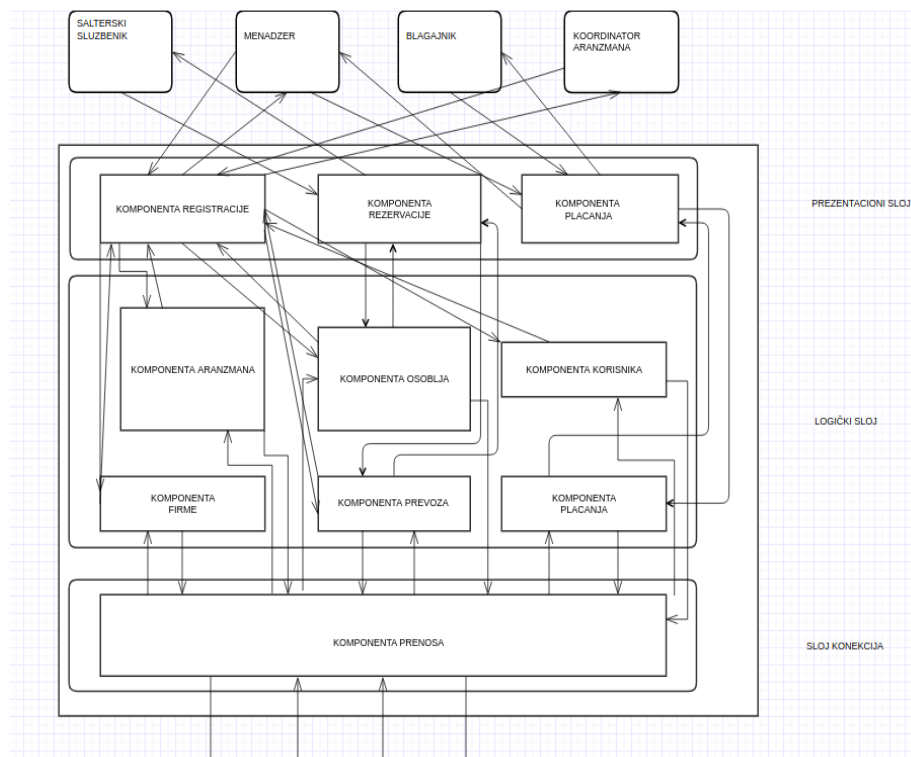 SALTERSKI
SLUZBENIK
MENADZER
BLAGAJNIK
KOORDINATOR
ARANZMANA
KOMPONENTA REGISTRACIJE
KOMPONENTA
REZERVACIJE
KOMPONENTA
PLACANJA
PREZENTACIONI SLOJ
KOMPONENTA ARANZMANA
KOMPONENTA OSOBLJA
KOMPONENTA KORISNIKA
LOGIČKI SLOJ
KOMPONENTA
FIRME
KOMPONENTA PREVOZA
KOMPONENTA
PLACANJA
KOMPONENTA PRENOSA
SLOJ KONEKCIJA